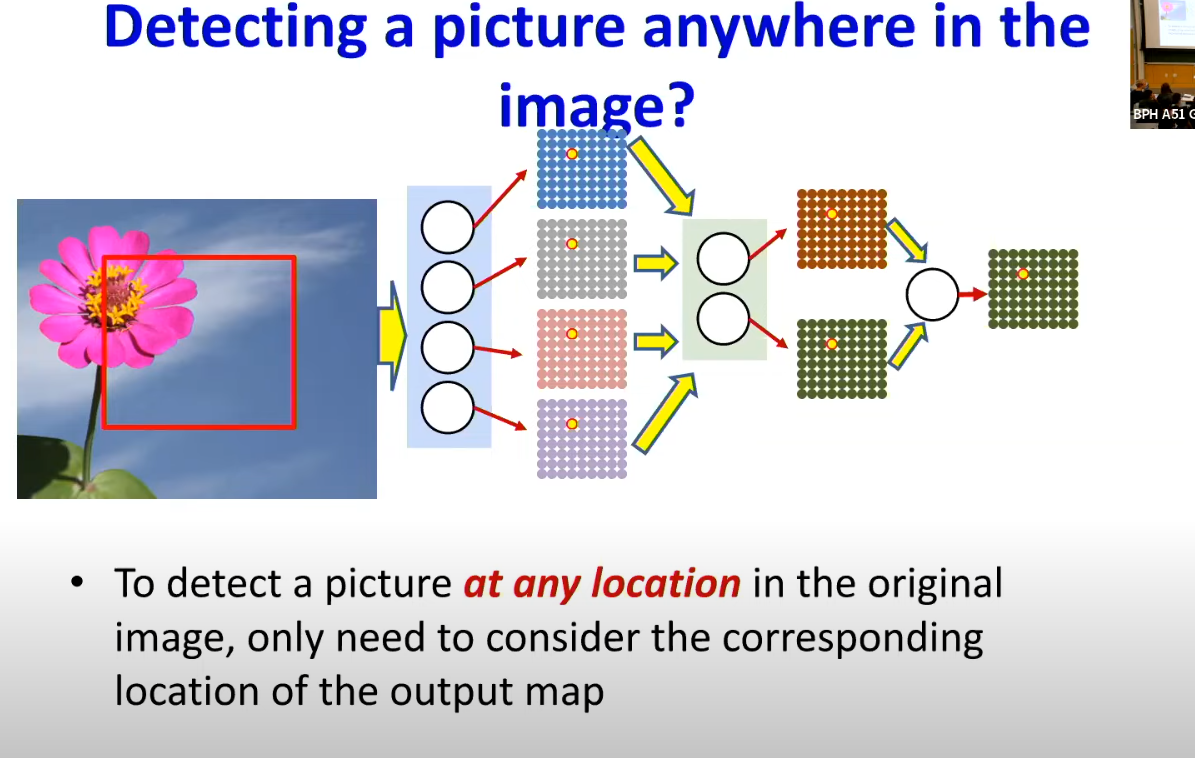 Detecting a picture anywhere in the
image?
BPH A51 G
• To detect a picture at any location in the original
image, only need to consider the corresponding
location of the output map